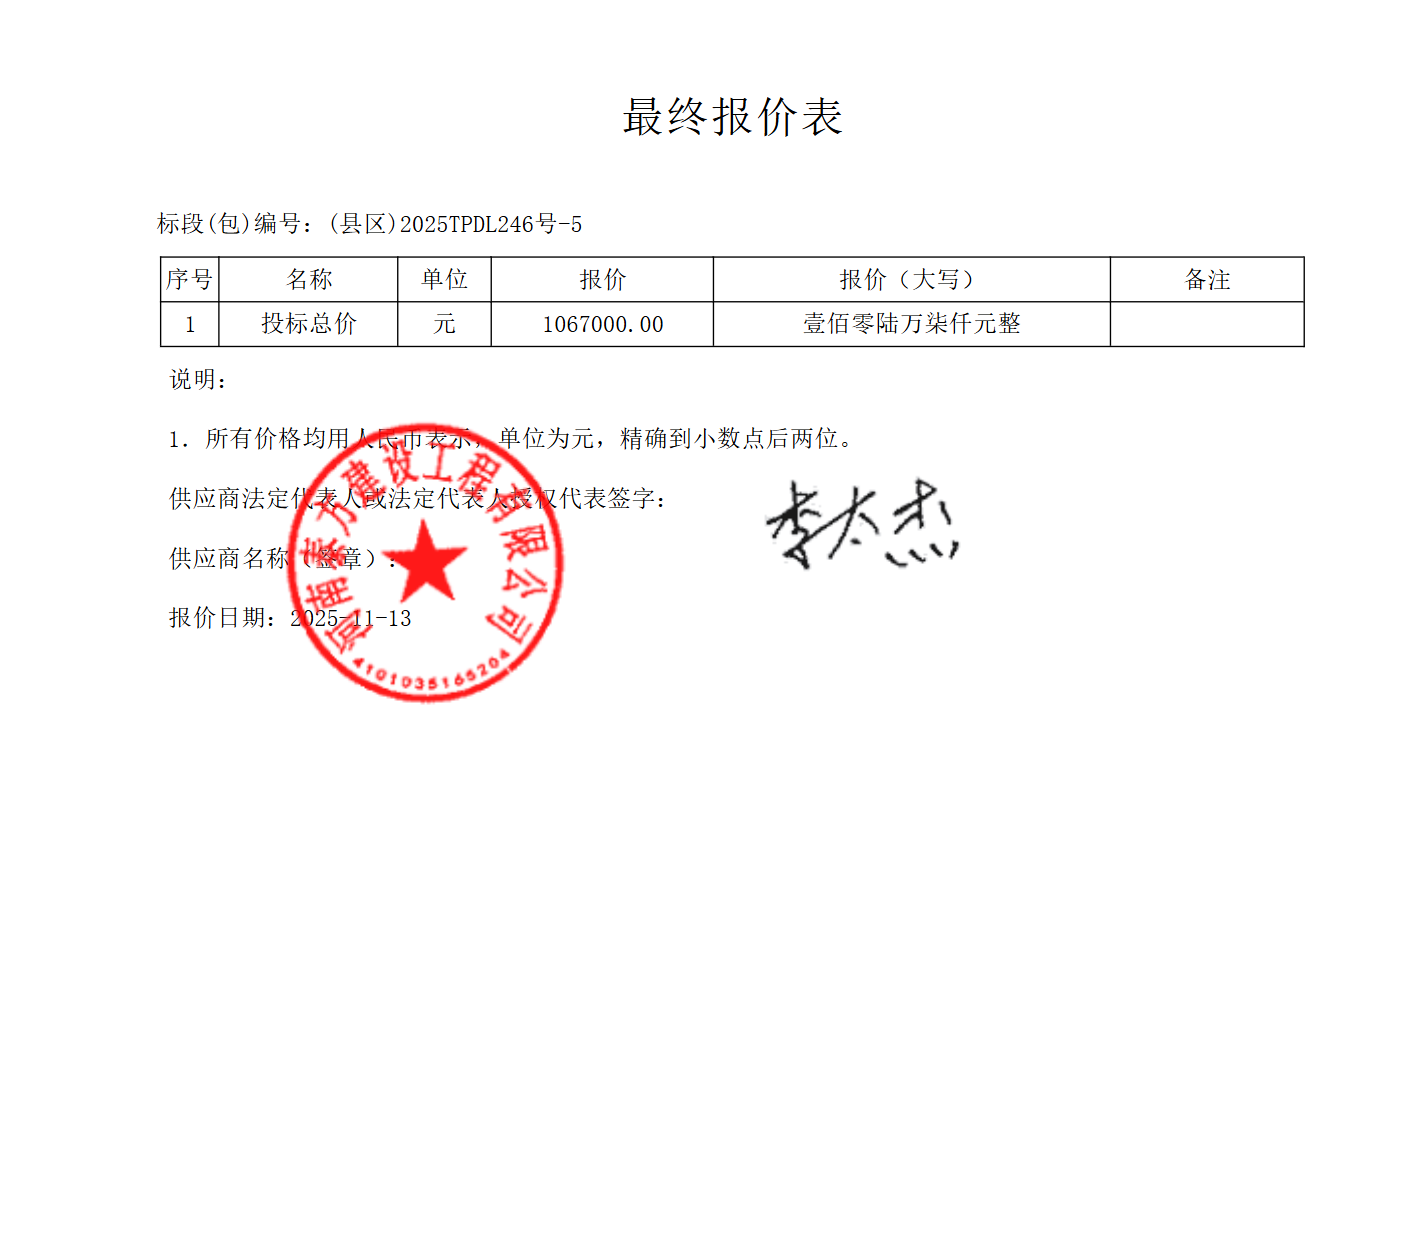 最终报价表
标段(包)编号：(县区)2025TPDL246号-5
序号 名称 单位 报价 报价（大写） 备注
1 投标总价 元 1067000.00 壹佰零陆万柒仟元整
说明：
1．所有价格均用人民币表示，单位为元，精确到小数点后两位。
供应商法定代表人或法定代表人授权代表签字：
李太杰
供应商名称（签章）：
报价日期：2025-11-13
河南泰万建设工程有限公司
4101035165204